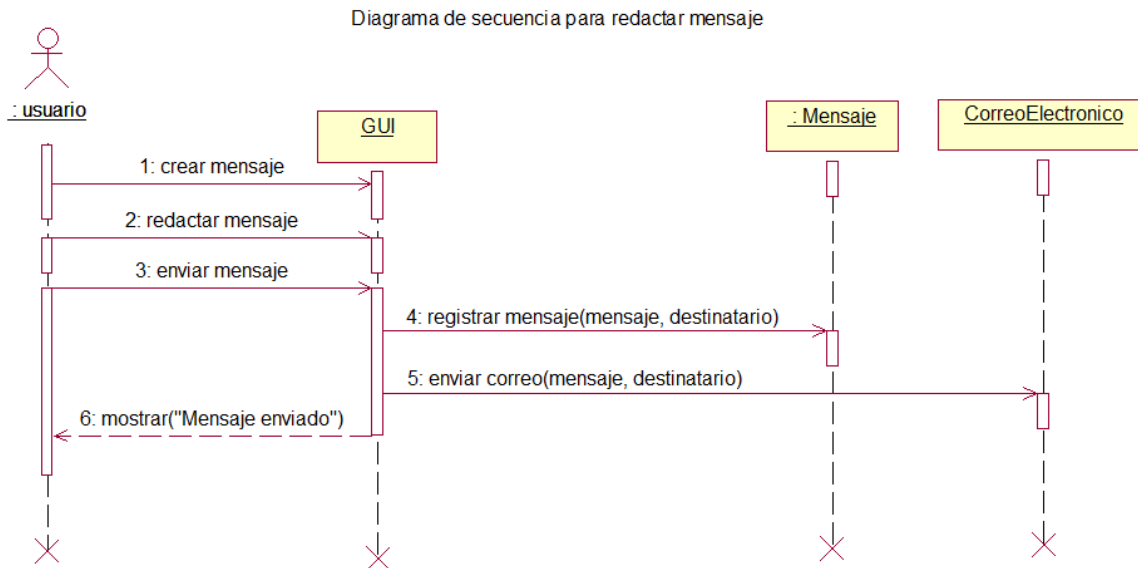 Diagrama de secuencia para redactar mensaje
: usuario
GUI
: Mensaje
CorreoElectronico
1: crear mensaje
2: redactar mensaje
3: enviar mensaje
4: registrar mensaje(mensaje, destinatario)
5: enviar correo(mensaje, destinatario)
6: mostrar("Mensaje enviado")